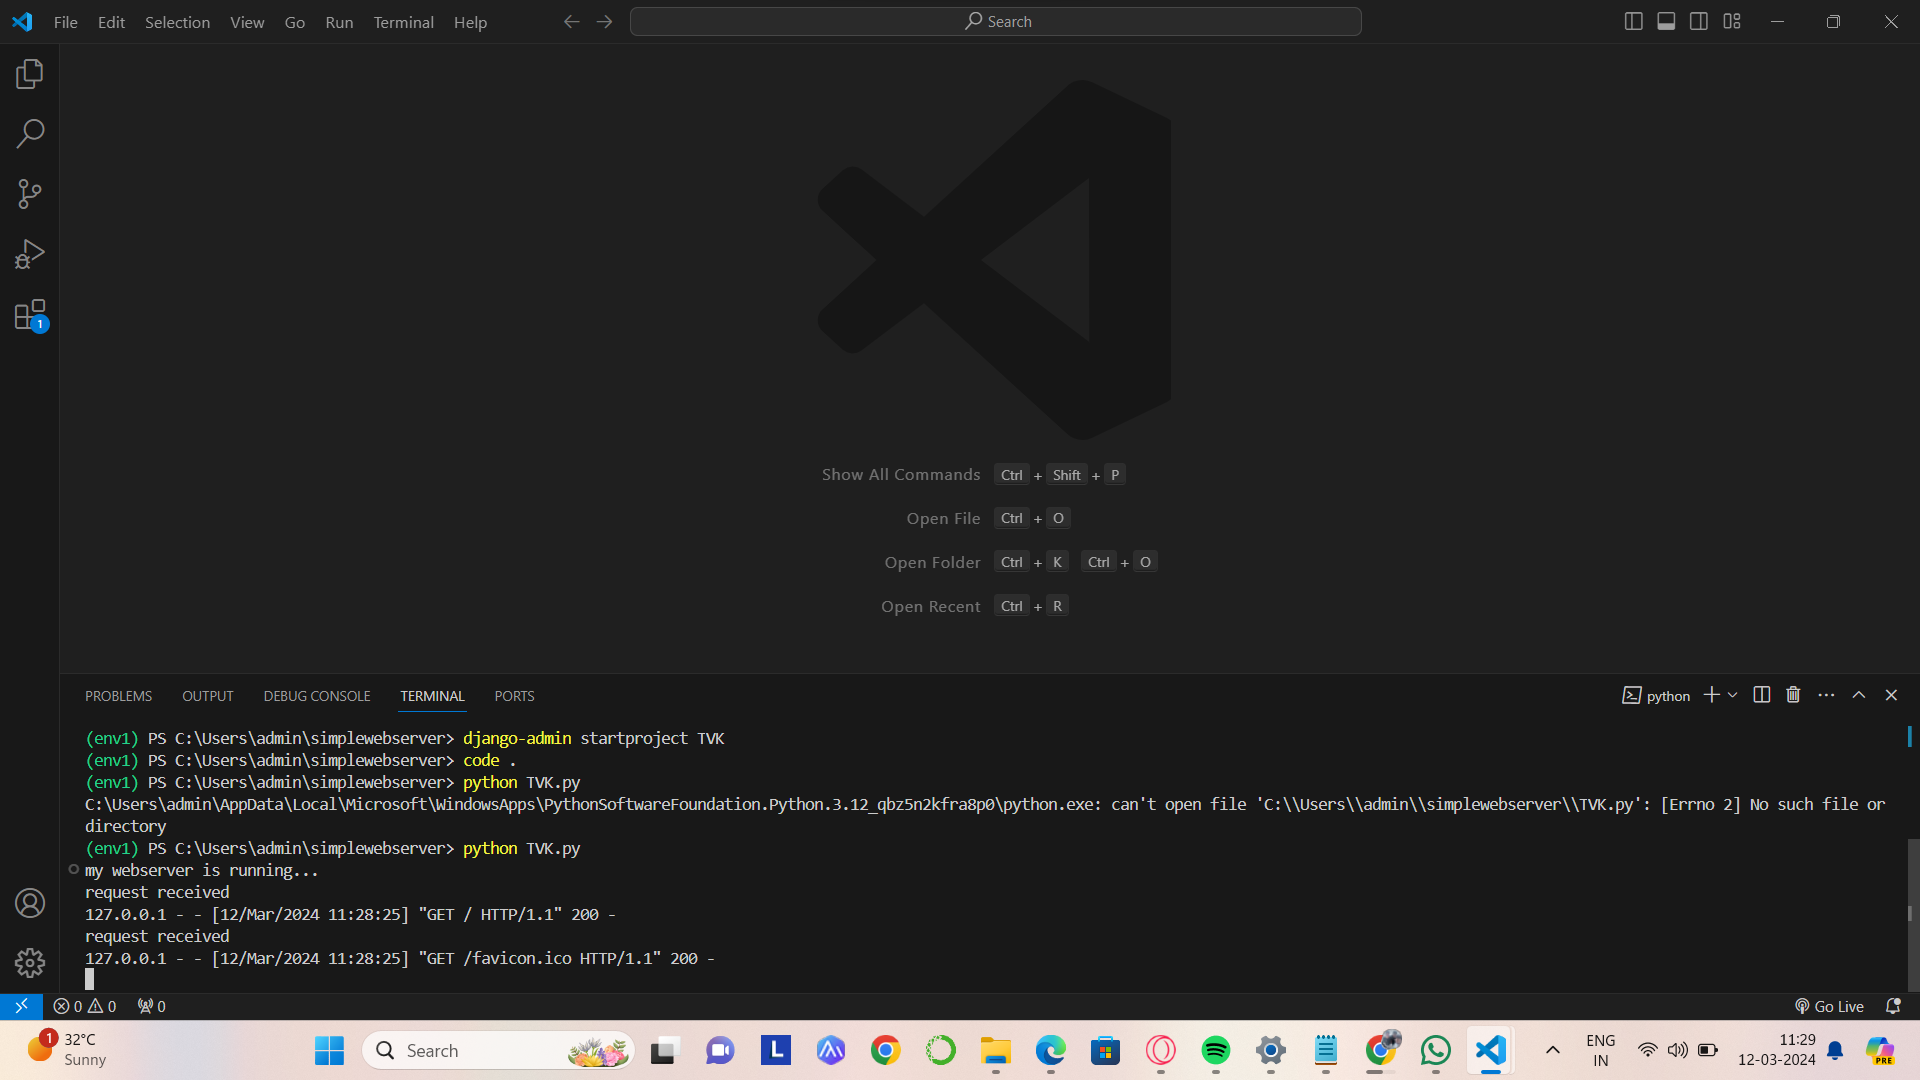 File Edit Selection View Go Run Terminal Help
Search
1
Show All Commands Ctrl + Shift + P
Open File Ctrl + O
Open Folder Ctrl + K Ctrl + O
Open Recent Ctrl + R
PROBLEMS OUTPUT DEBUG CONSOLE TERMINAL PORTS
python
(env1) PS C:\Users\admin\simplewebserver> django-admin startproject TVK
(env1) PS C:\Users\admin\simplewebserver> code .
(env1) PS C:\Users\admin\simplewebserver> python TVK.py
C:\Users\admin\AppData\Local\Microsoft\WindowsApps\PythonSoftwareFoundation.Python.3.12_qbz5n2kfra8p0\python.exe: can't open file 'C:\\Users\\admin\\simplewebserver\\TVK.py': [Errno 2] No such file or
directory
(env1) PS C:\Users\admin\simplewebserver> python TVK.py
my webserver is running...
request received
127.0.0.1 - - [12/Mar/2024 11:28:25] "GET / HTTP/1.1" 200 -
request received
127.0.0.1 - - [12/Mar/2024 11:28:25] "GET /favicon.ico HTTP/1.1" 200 -
0 0 0
Go Live
1
32°C
Sunny
Search
L
ENG
IN
11:29
12-03-2024
PRE